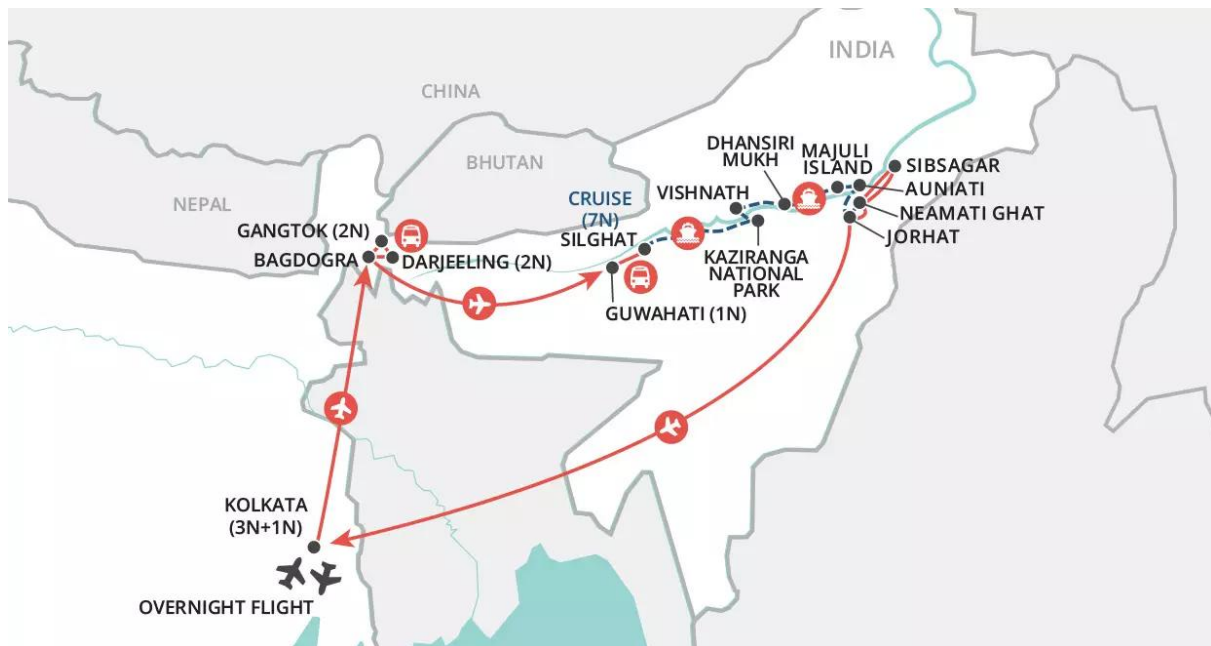 INDIA
CHINA
BHUTAN
NEPAL
DHANSIRI
MUKH
MAJULI
ISLAND
SIBSAGAR
AUNIATI
NEAMATI GHAT
JORHAT
VISHNATH
CRUISE
(7N)
SILGHAT
KAZIRANGA
NATIONAL
PARK
GANGTOK (2N)
BAGDOGRA
DARJEELING (2N)
GUWAHATI (1N)
KOLKATA
(3N+1N)
OVERNIGHT FLIGHT